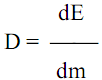 D = dE
dm